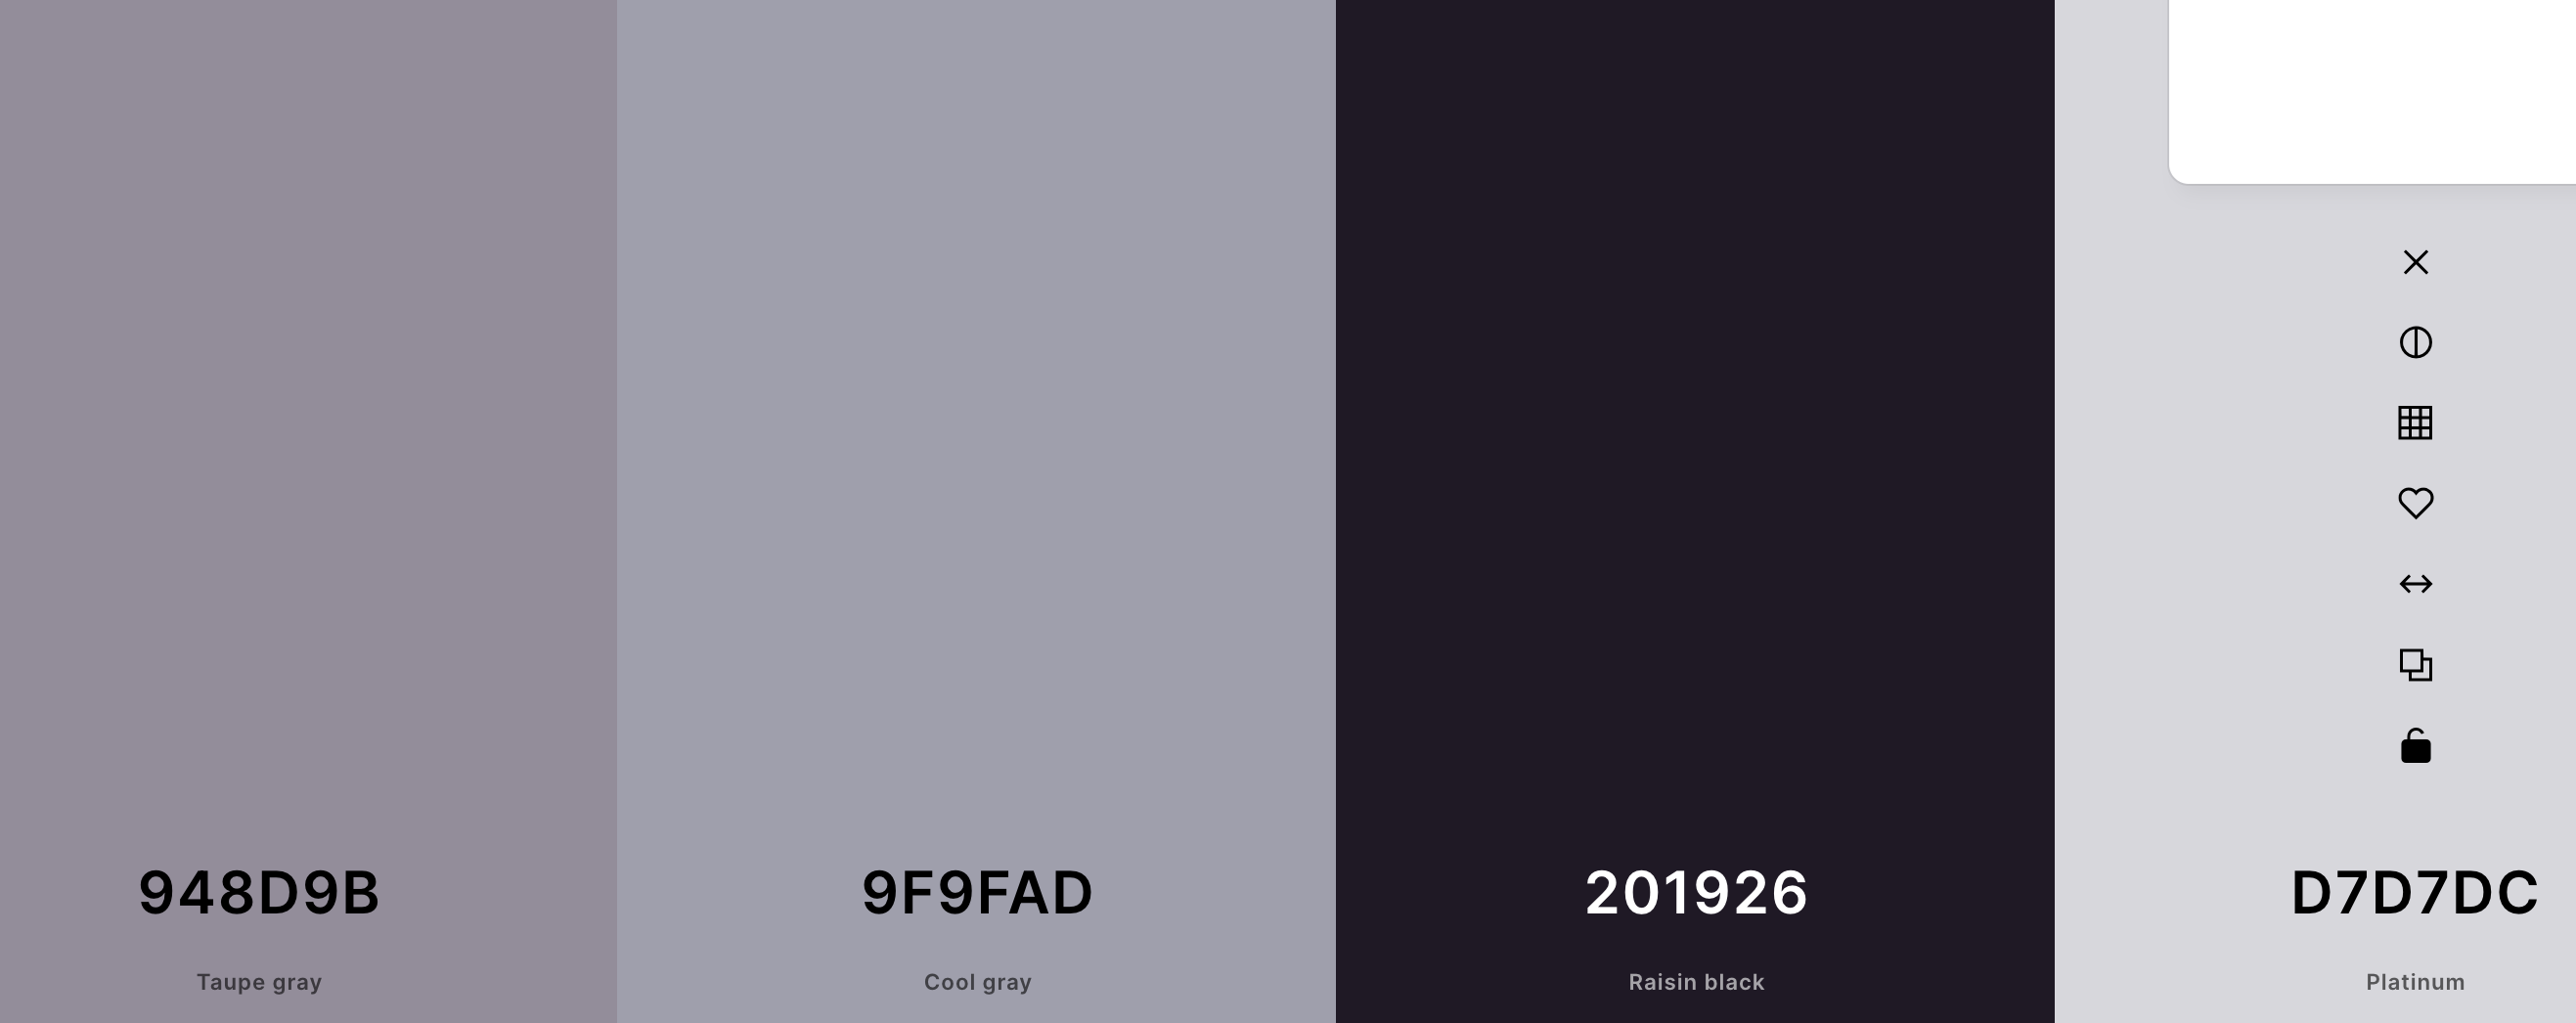 948D9B
Taupe gray
9F9FAD
Cool gray
201926
Raisin black
D7D7DC
Platinum